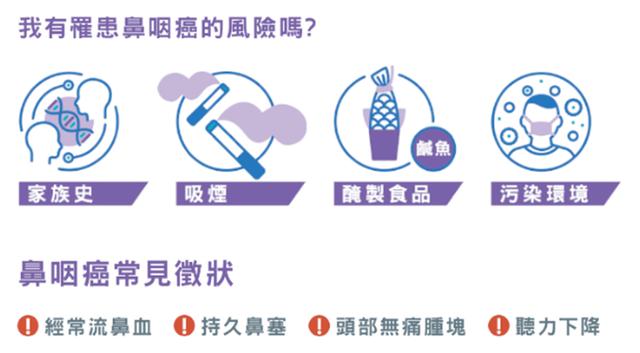 我有罹患鼻咽癌的風險嗎?
鹹魚
家族史 吸煙 醃製食品 污染環境
鼻咽癌常見徵狀
經常流鼻血 持久鼻塞 頭部無痛腫塊 聽力下降